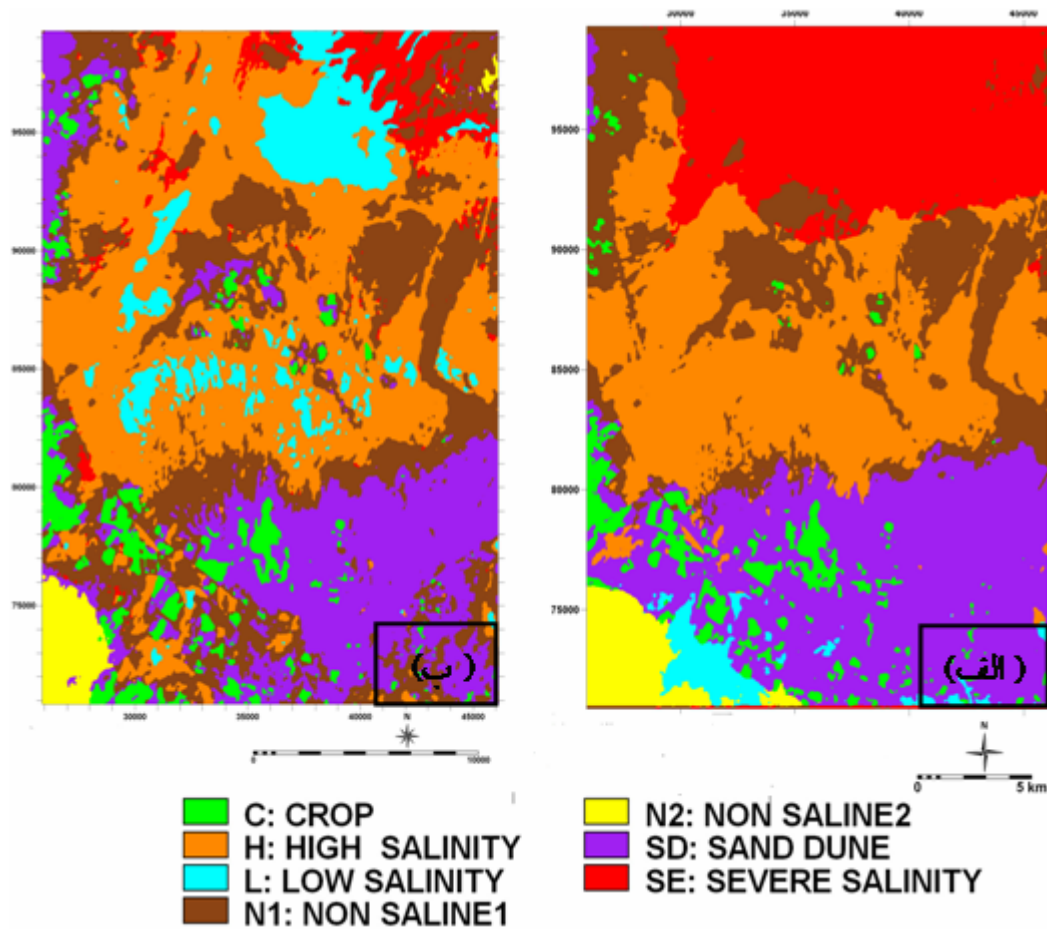 30000 35000 40000 45000
95000
90000
85000
80000
75000
(ب)
30000 35000 40000 45000
N
0 10000
95000
90000
85000
80000
75000
(الف)
N
0 5 km
C: CROP
H: HIGH SALINITY
L: LOW SALINITY
N1: NON SALINE1
N2: NON SALINE2
SD: SAND DUNE
SE: SEVERE SALINITY